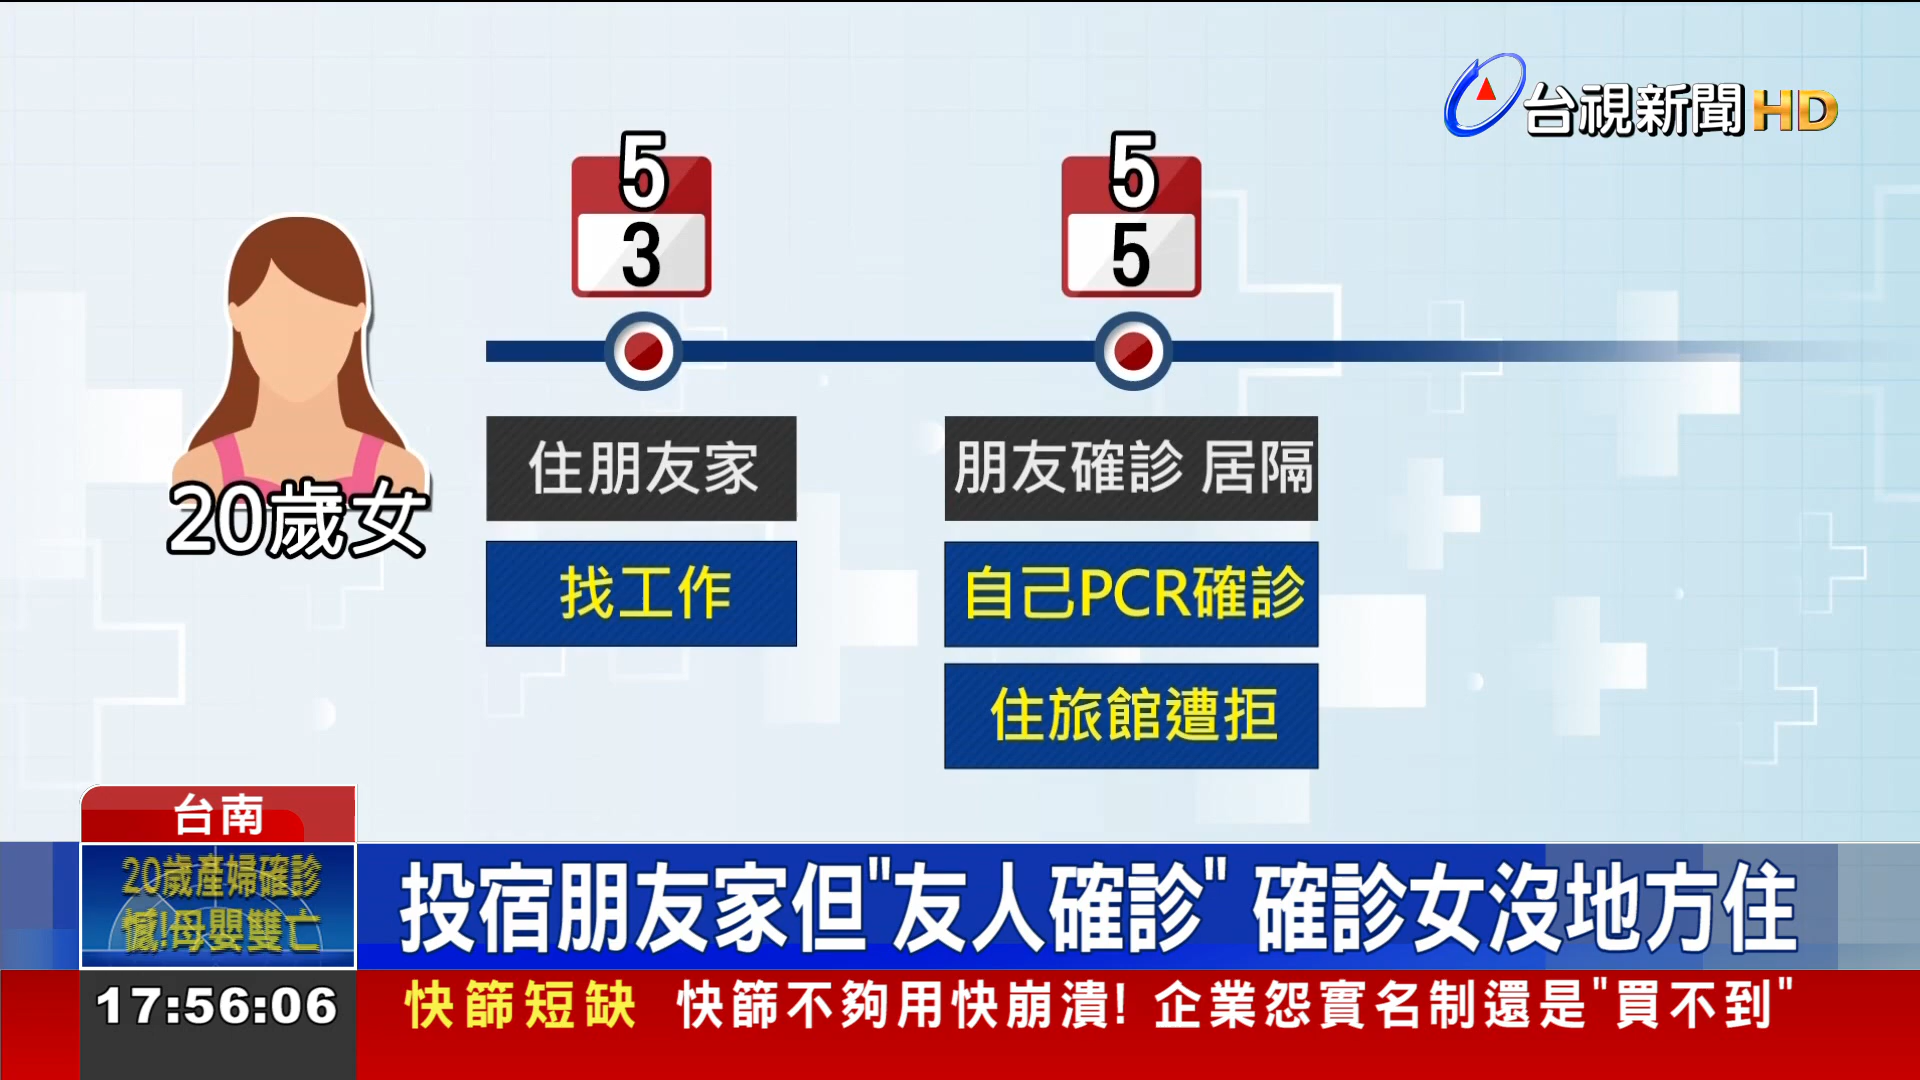 台視新聞HD
5
3
5
5
住朋友家
朋友確診 居隔
找工作
自己PCR確診
住旅館遭拒
20歲女
台南
20歲產婦確診
憾!母嬰雙亡
投宿朋友家但"友人確診" 確診女沒地方住
17:56:06
快篩短缺 快篩不夠用快崩潰! 企業怨實名制還是"買不到"